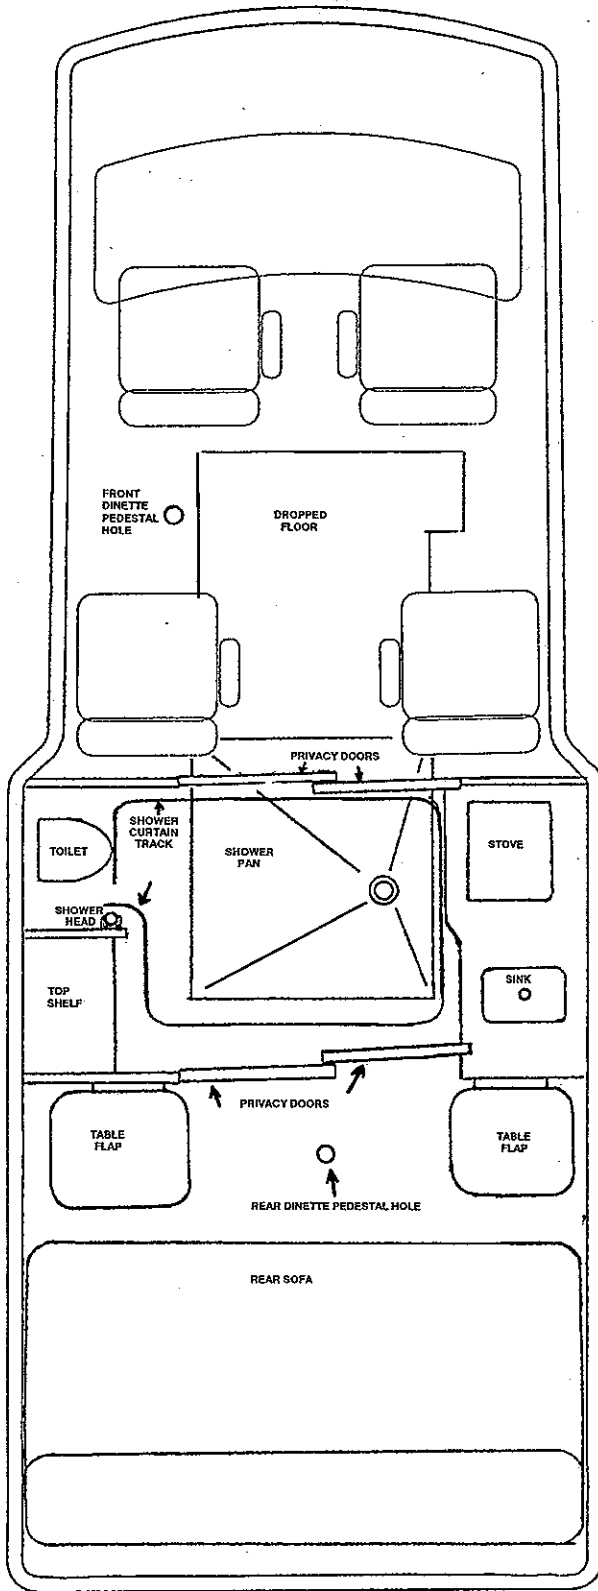 FRONT
DINETTE
PEDESTAL
HOLE
DROPPED
FLOOR
PRIVACY DOORS
TOILET
SHOWER
CURTAIN
TRACK
SHOWER
PAN
STOVE
SHOWER
HEAD
TOP
SHELF
SINK
PRIVACY DOORS
TABLE
FLAP
TABLE
FLAP
REAR DINETTE PEDESTAL HOLE
REAR SOFA